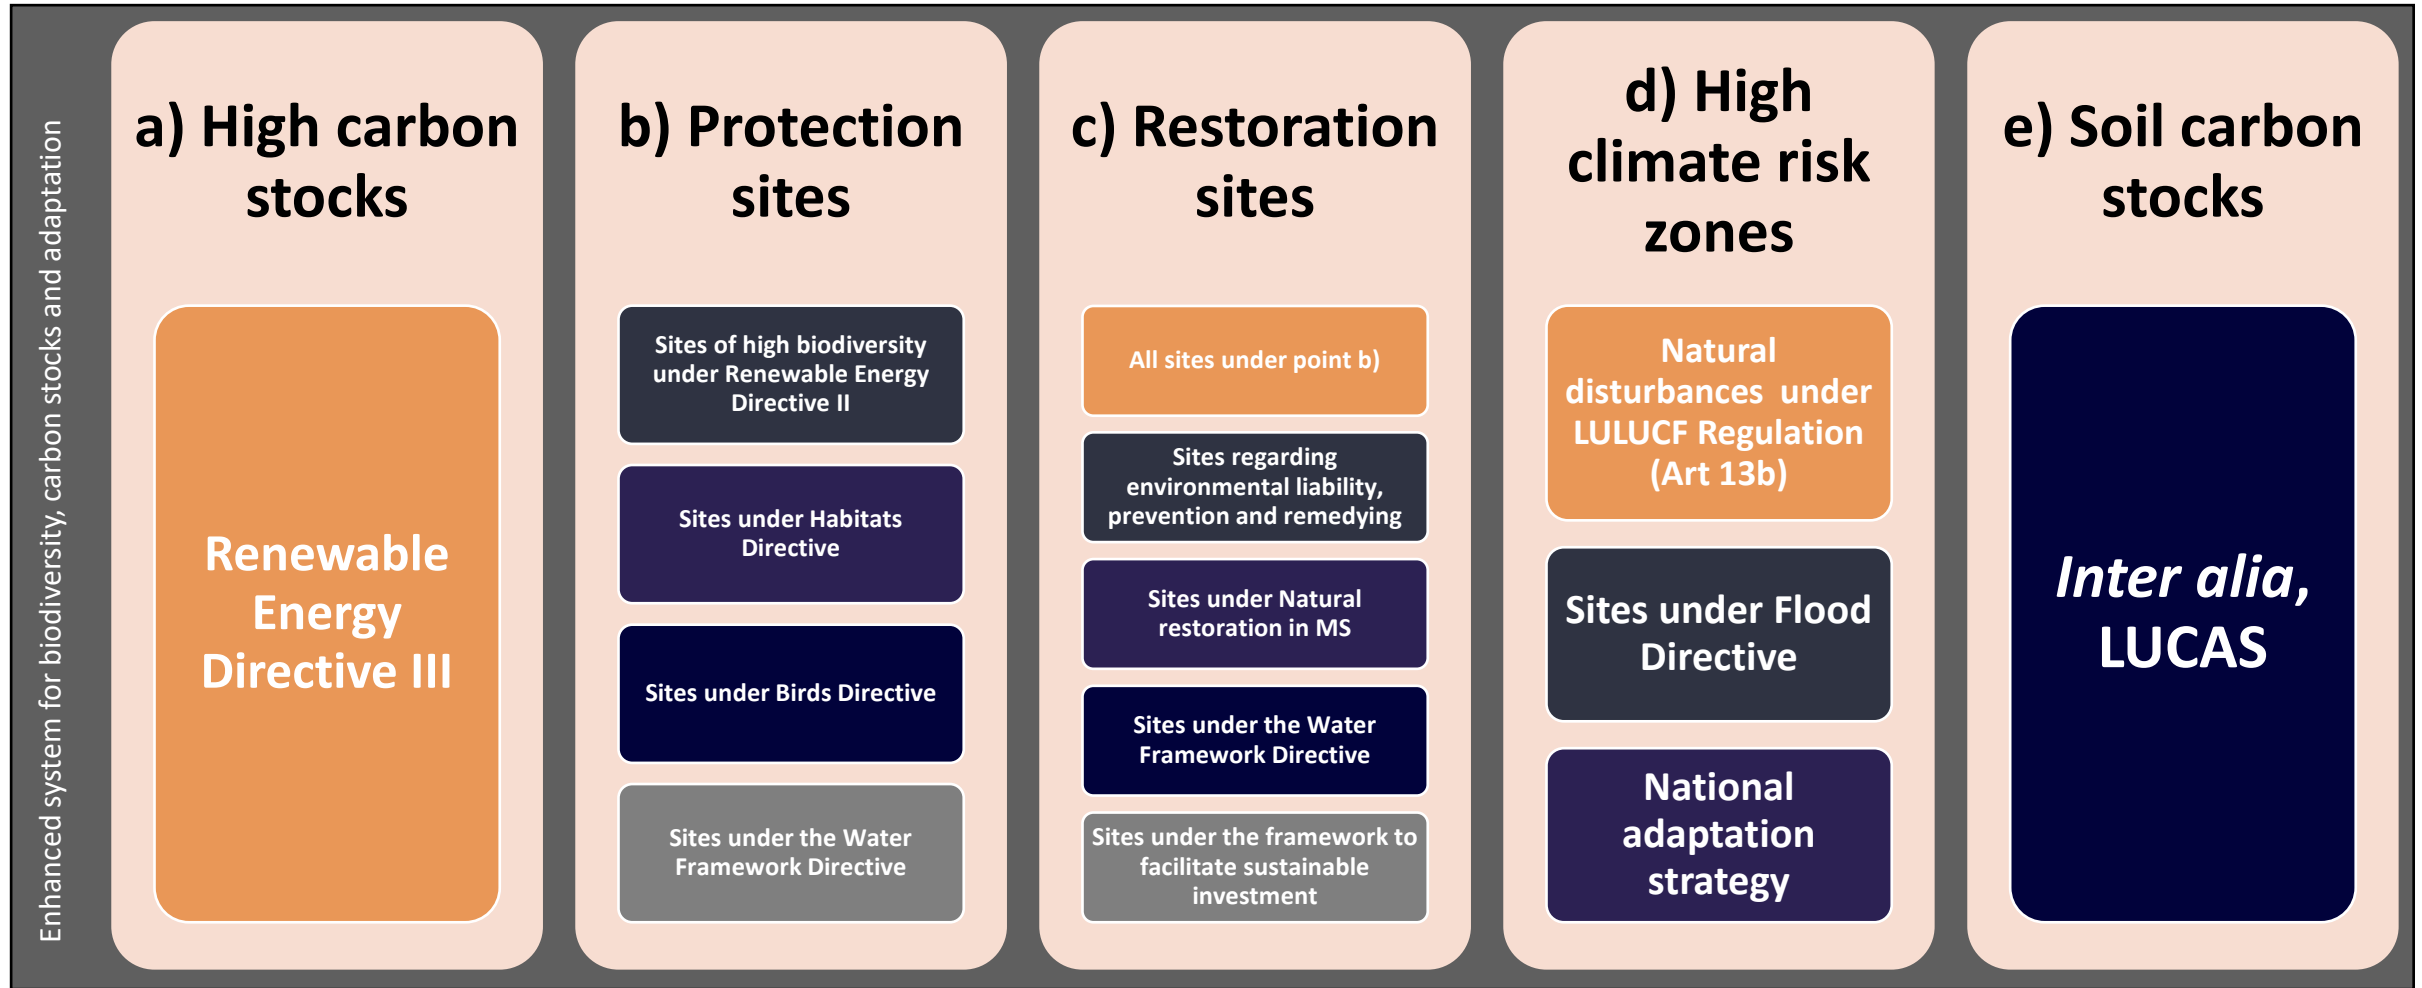 Enhanced system for biodiversity, carbon stocks and adaptation
a) High carbon
stocks
Renewable
Energy
Directive III
b) Protection
sites
Sites of high biodiversity
under Renewable Energy
Directive II
Sites under Habitats
Directive
Sites under Birds Directive
Sites under the Water
Framework Directive
c) Restoration
sites
All sites under point b)
Sites regarding
environmental liability,
prevention and remedying
Sites under Natural
restoration in MS
Sites under the Water
Framework Directive
Sites under the framework to
facilitate sustainable
investment
d) High
climate risk
zones
Natural
disturbances under
LULUCF Regulation
(Art 13b)
Sites under Flood
Directive
National
adaptation
strategy
e) Soil carbon
stocks
Inter alia,
LUCAS